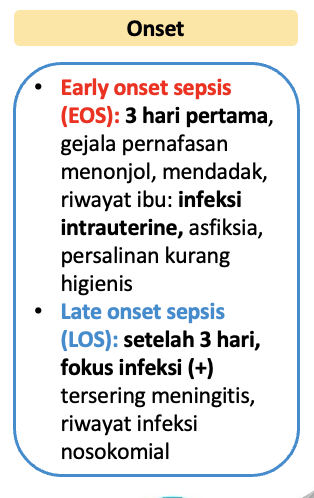 Onset
• Early onset sepsis
(EOS): 3 hari pertama,
gejala pernafasan
menonjol, mendadak,
riwayat ibu: infeksi
intrauterine, asfiksia,
persalinan kurang
higienis
• Late onset sepsis
(LOS): setelah 3 hari,
fokus infeksi (+)
tersering meningitis,
riwayat infeksi
nosokomial